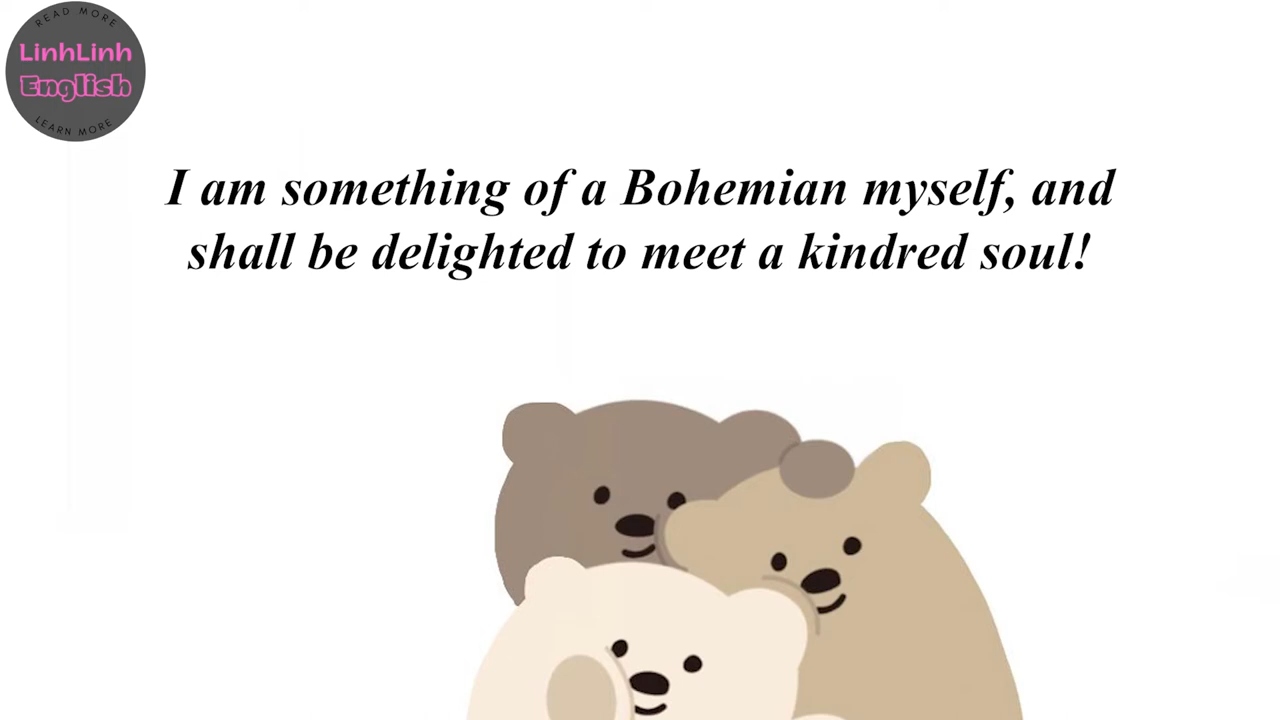 READ MORE
LinhLinh
English
LEARN MORE
I am something of a Bohemian myself, and
shall be delighted to meet a kindred soul!